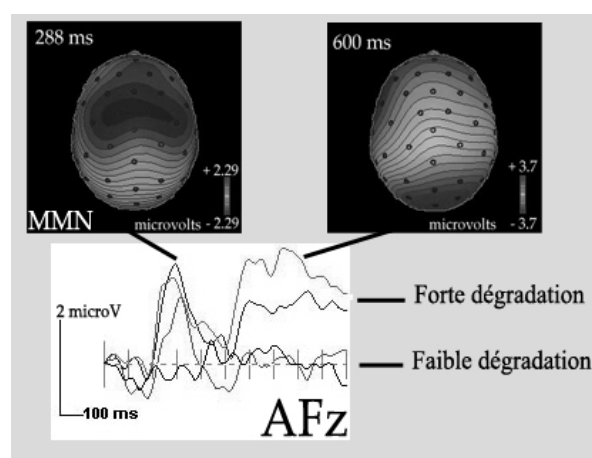 288 ms
600 ms
+ 2.29
+ 3.7
MMN
microvolts - 2.29
microvolts - 3.7
2 microV
Forte dégradation
Faible dégradation
100 ms
AFz